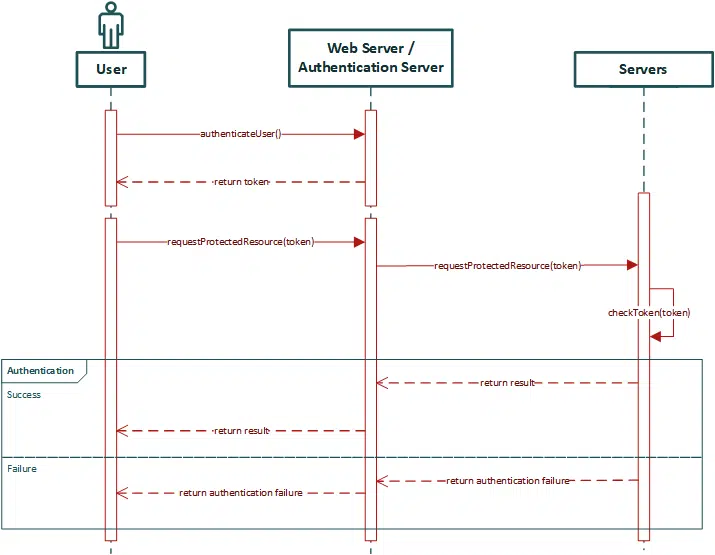 User
Web Server /
Authentication Server
Servers
authenticateUser()
return token
requestProtectedResource(token)
requestProtectedResource(token)
checkToken(token)
Authentication
Success
return result
return result
Failure
return authentication failure
return authentication failure